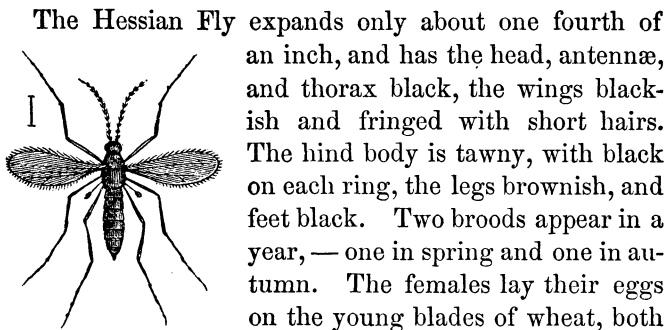 The Hessian Fly expands only about one fourth of
an inch, and has the head, antennæ,
and thorax black, the wings black-
ish and fringed with short hairs.
The hind body is tawny, with black
on each ring, the legs brownish, and
feet black. Two broods appear in a
year, — one in spring and one in au-
tumn. The females lay their eggs
on the young blades of wheat, both